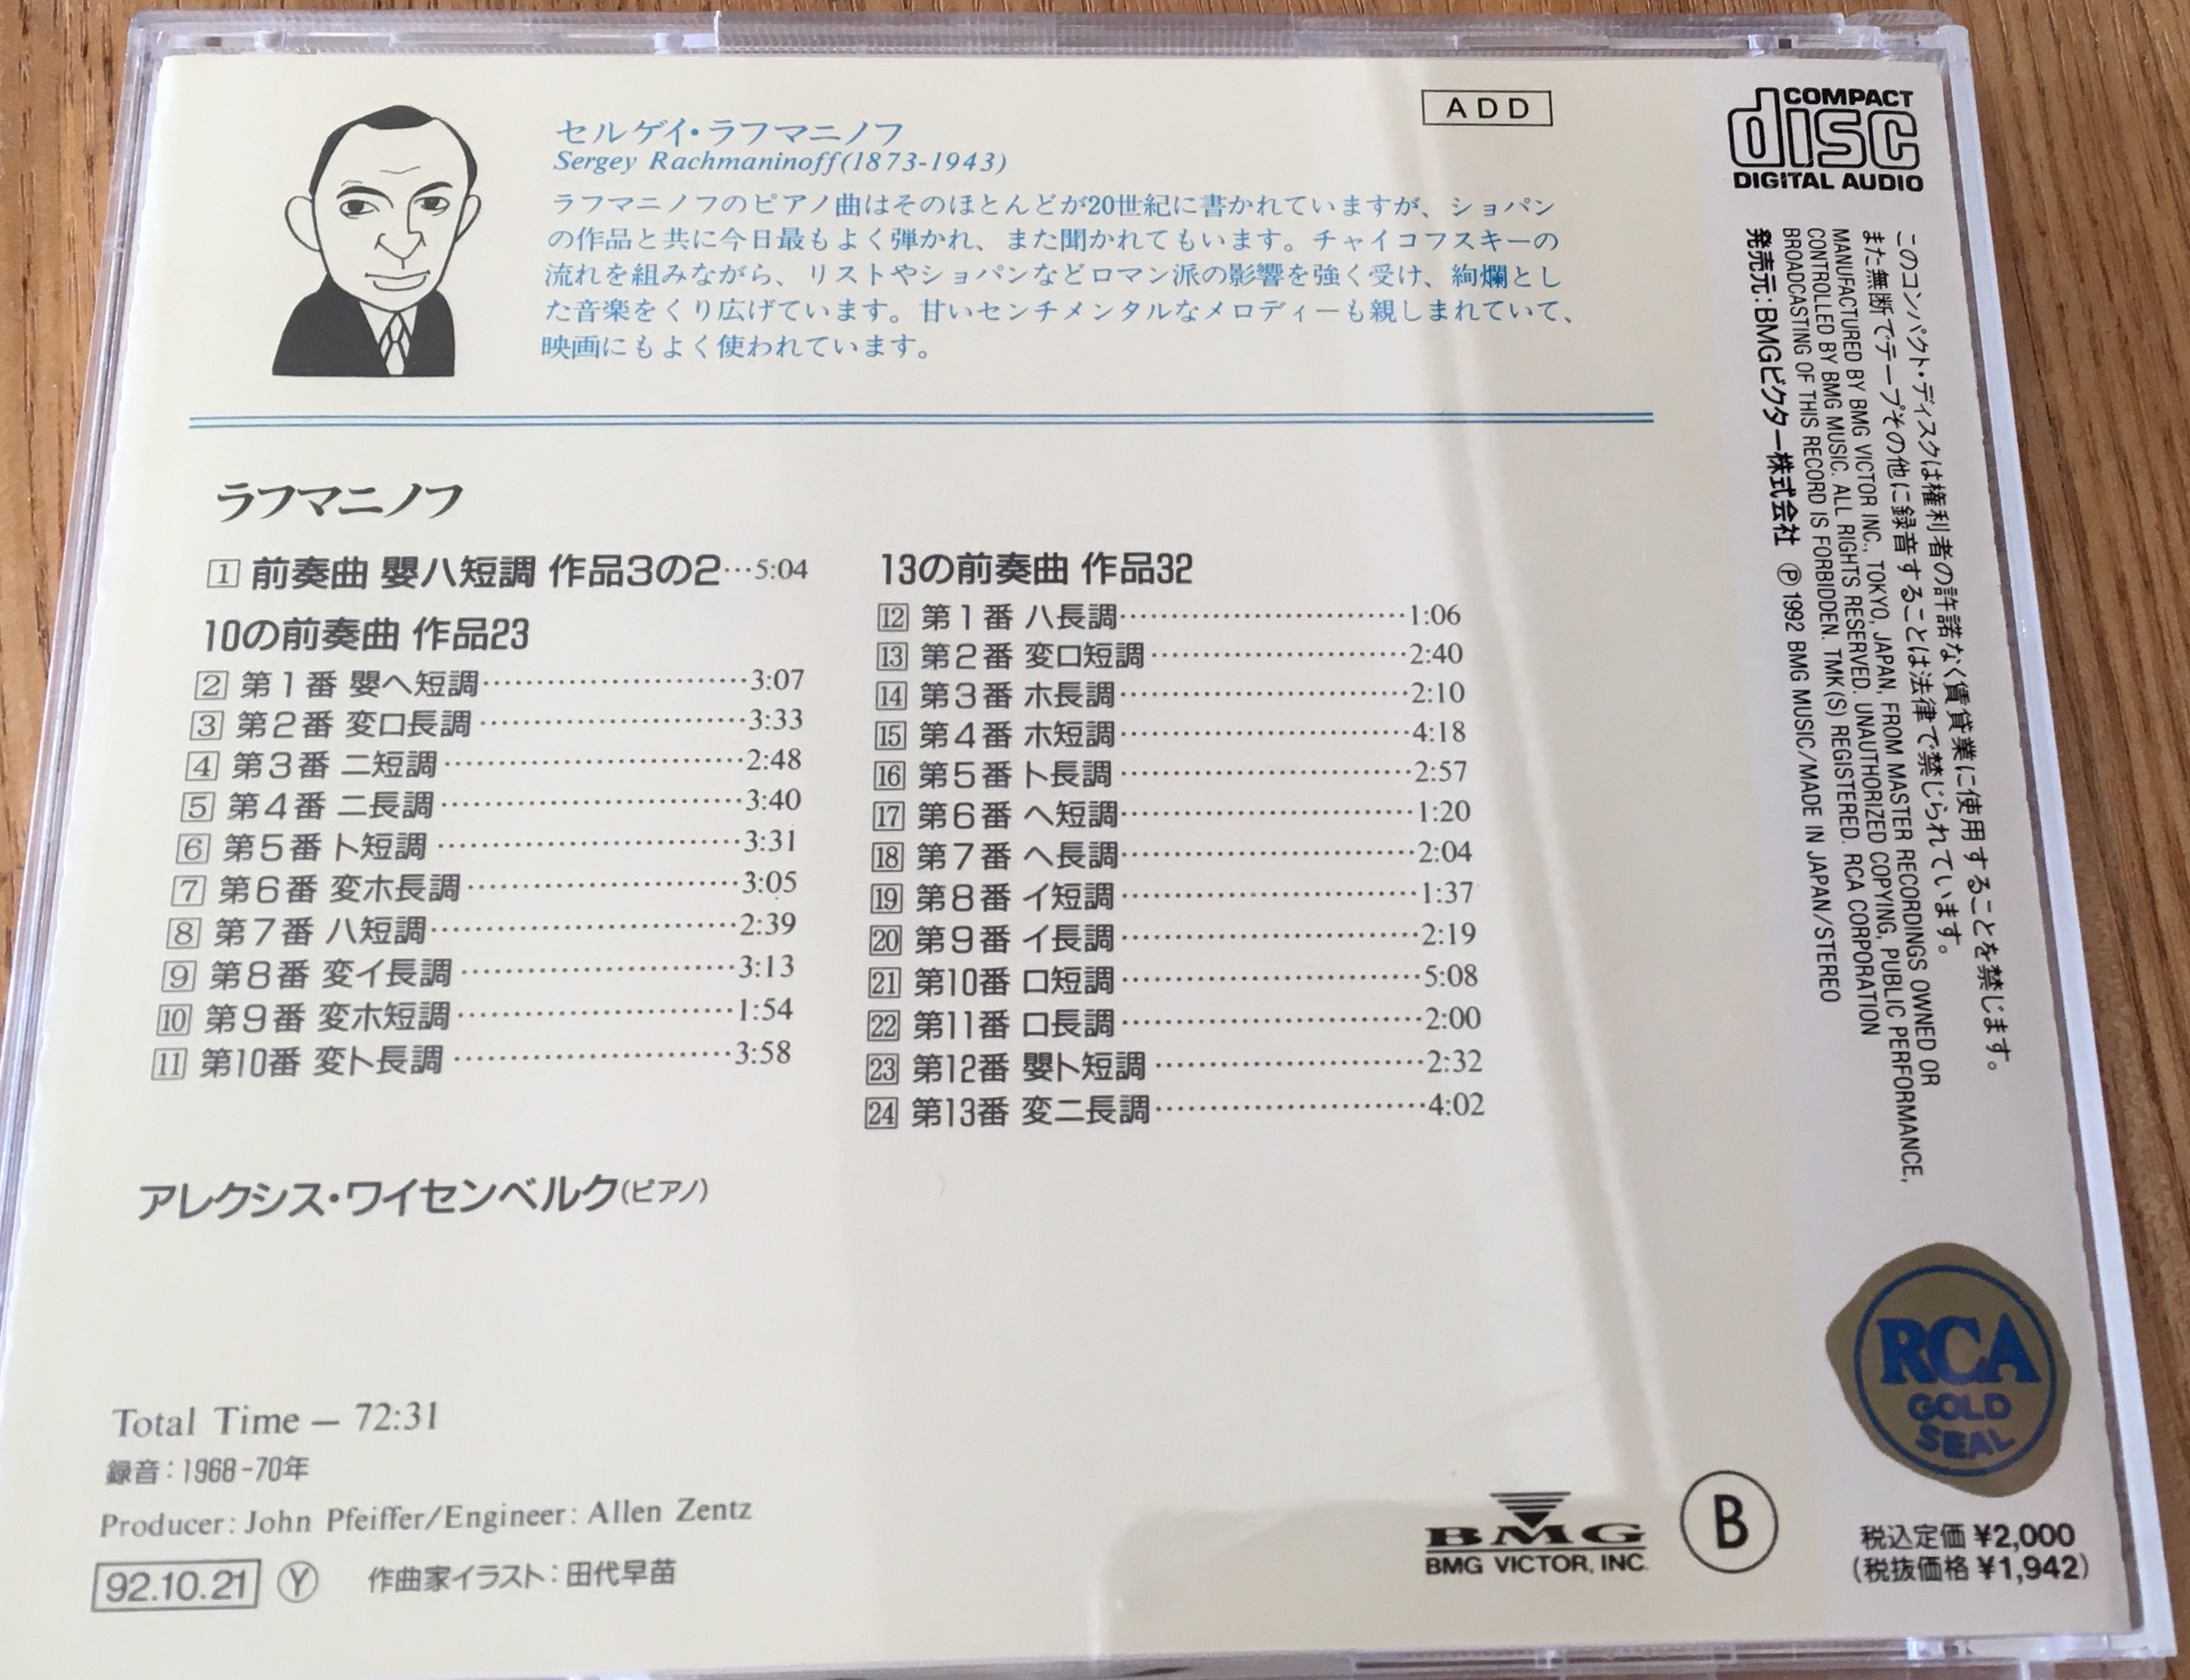 セルゲイ・ラフマニノフ
Sergey Rachmaninoff(1873-1943)
ADD
COMPACT
disc
DIGITAL AUDIO
ラフマニノフのピアノ曲はそのほとんどが20世紀に書かれていますが、ショパン
の作品と共に今日最もよく弾かれ、また聞かれてもいます。チャイコフスキーの
流れを組みながら、リストやショパンなどロマン派の影響を強く受け、絢爛とし
た音楽をくり広げています。甘いセンチメンタルなメロディーも親しまれていて、
映画にもよく使われています。
ラフマニノフ
1 前奏曲 嬰ハ短調 作品3の2…5:04
10の前奏曲 作品23
2 第1番 嬰ヘ短調…3:07
3 第2番 変ロ長調…3:33
4 第3番 ニ短調…2:48
5 第4番 ニ長調…3:40
6 第5番 ト短調…3:31
7 第6番 変ホ長調…3:05
8 第7番 ハ短調…2:39
9 第8番 変イ長調…3:13
10 第9番 変ホ短調…1:54
11 第10番 変ト長調…3:58
13の前奏曲 作品32
12 第1番 ハ長調…1:06
13 第2番 変ロ短調…2:40
14 第3番 ホ長調…2:10
15 第4番 ホ短調…4:18
16 第5番 ト長調…2:57
17 第6番 ヘ短調…1:20
18 第7番 ヘ長調…2:04
19 第8番 イ短調…1:37
20 第9番 イ長調…2:19
21 第10番 ロ短調…5:08
22 第11番 ロ長調…2:00
23 第12番 嬰ト短調…2:32
24 第13番 変ニ長調…4:02
アレクシス・ワイセンベルク(ピアノ)
Total Time — 72:31
録音：1968-70年
Producer: John Pfeiffer/Engineer: Allen Zentz
92.10.21 Ⓨ 作曲家イラスト：田代早苗
BMG
BMG VICTOR, INC.
Ⓑ
このコンパクト・ディスクは権利者の許諾なく賃貸業に使用することを禁じます。
また無断でテープその他に録音することは法律で禁じられています。
MANUFACTURED BY BMG VICTOR INC., TOKYO, JAPAN. FROM MASTER RECORDINGS OWNED OR
CONTROLLED BY BMG MUSIC. ALL RIGHTS RESERVED. UNAUTHORIZED COPYING, PUBLIC PERFORMANCE,
BROADCASTING OF THIS RECORD IS FORBIDDEN. TMK(S) REGISTERED. RCA CORPORATION
発売元：BMGビクター株式会社 Ⓟ1992 BMG MUSIC/MADE IN JAPAN/STEREO
RCA
GOLD
SEAL
税込定価 ¥2,000
(税抜価格 ¥1,942)